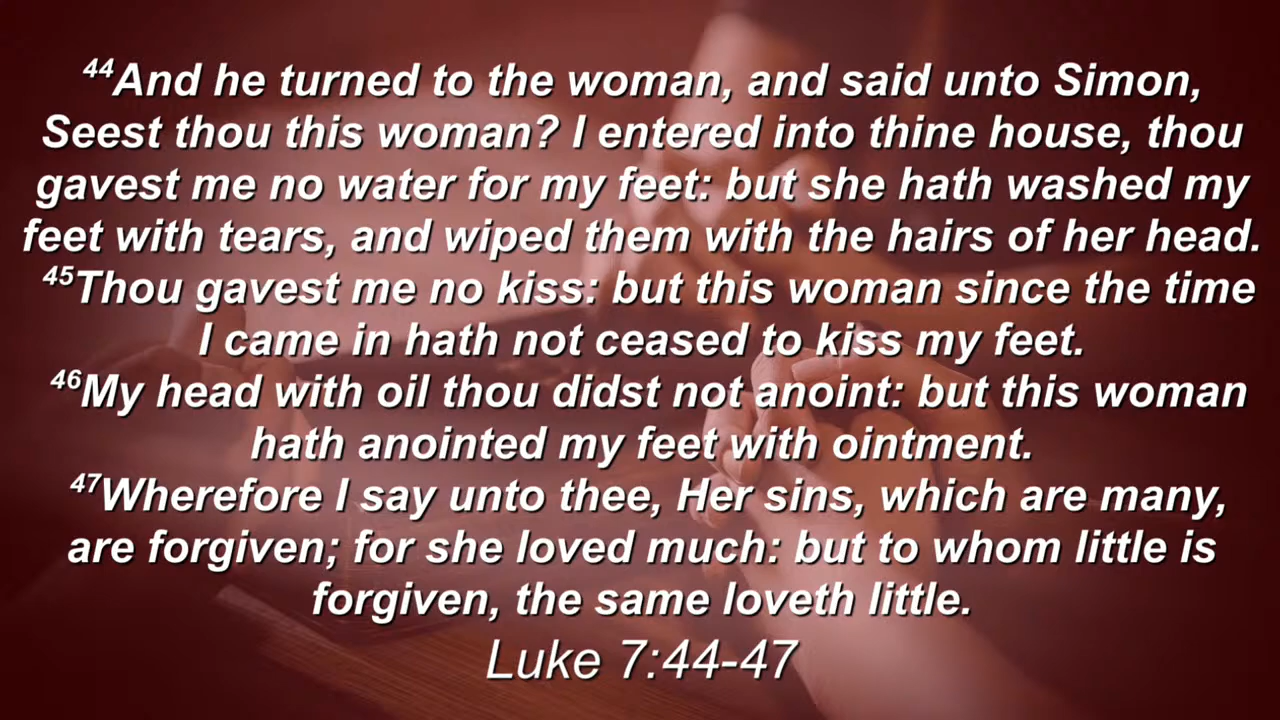 ⁴⁴And he turned to the woman, and said unto Simon,
Seest thou this woman? I entered into thine house, thou
gavest me no water for my feet: but she hath washed my
feet with tears, and wiped them with the hairs of her head.
⁴⁵Thou gavest me no kiss: but this woman since the time
I came in hath not ceased to kiss my feet.
⁴⁶My head with oil thou didst not anoint: but this woman
hath anointed my feet with ointment.
⁴⁷Wherefore I say unto thee, Her sins, which are many,
are forgiven; for she loved much: but to whom little is
forgiven, the same loveth little.
Luke 7:44-47